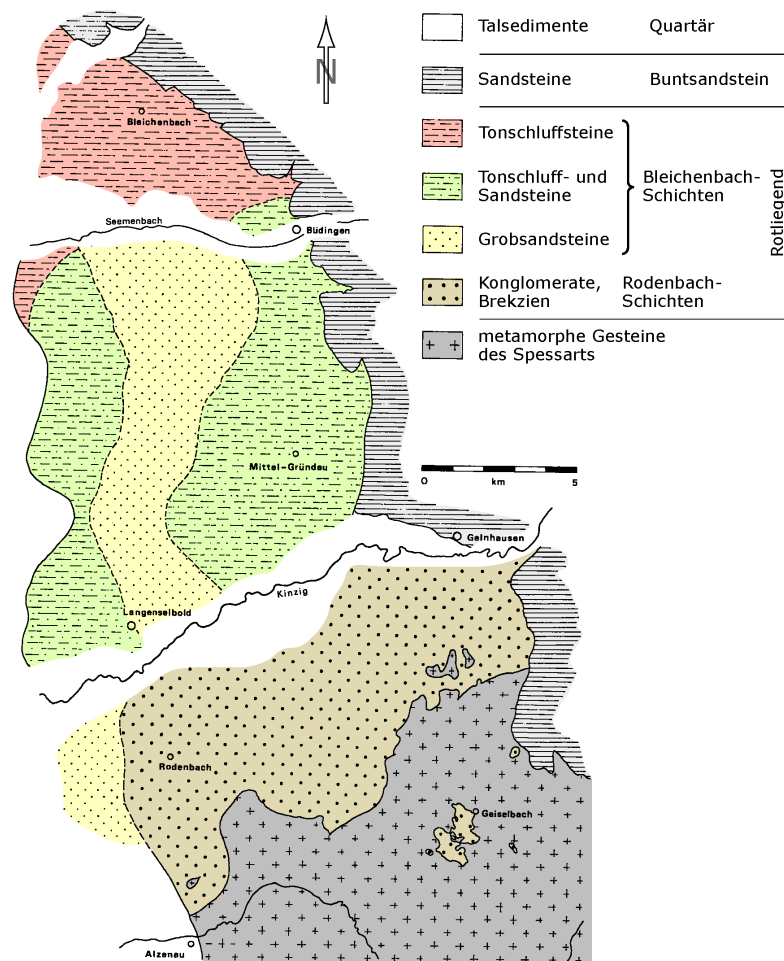 N
Talsedimente Quartär
Sandsteine Buntsandstein
Tonschluffsteine
Tonschluff- und
Sandsteine
Bleichenbach-
Schichten
Grobsandsteine
Konglomerate,
Brekzien
Rodenbach-
Schichten
Rotliegend
metamorphe Gesteine
des Spessarts
0 km 5
Bleichenbach
Seemenbach
Büdingen
Mittel-Gründau
Gelnhausen
Kinzig
Langenselbold
Rodenbach
Geiselbach
Alzenau